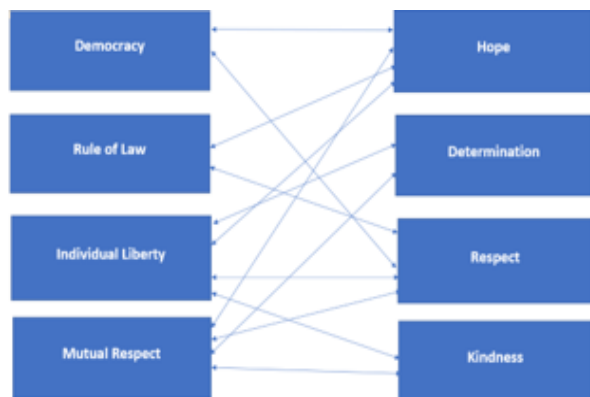 Democracy
Hope
Rule of Law
Determination
Individual Liberty
Respect
Mutual Respect
Kindness